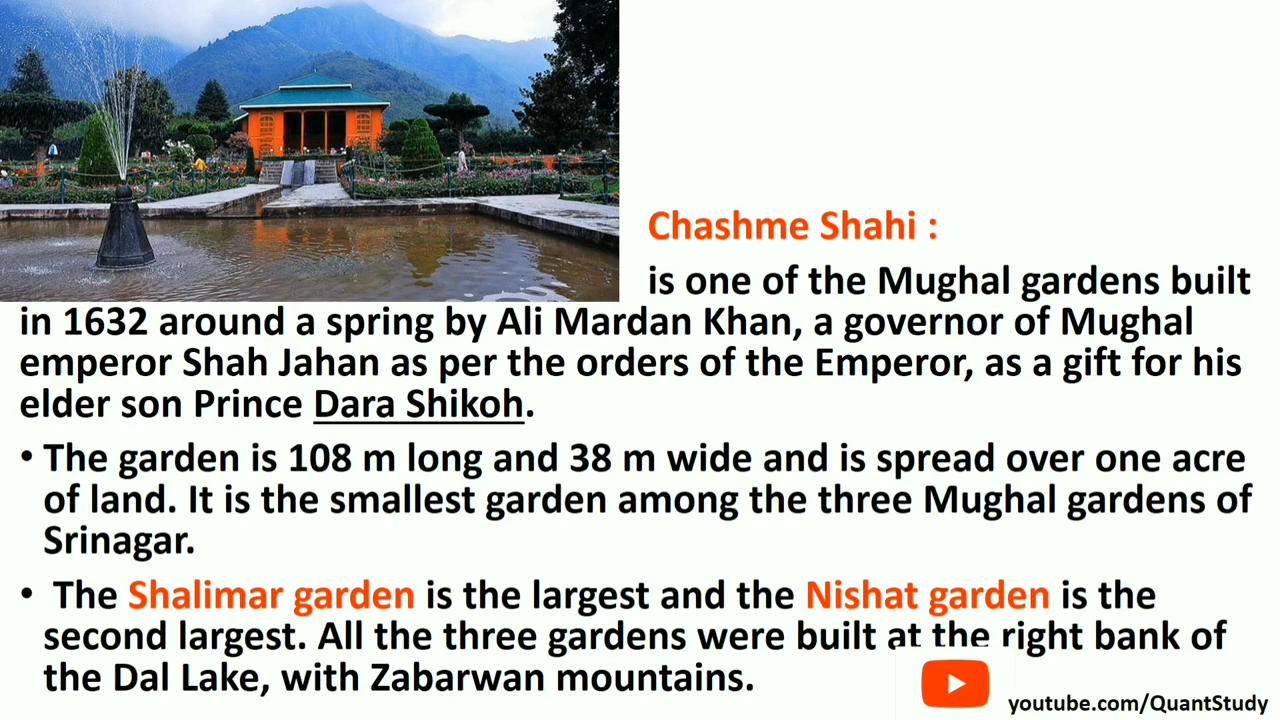 Chashme Shahi :
is one of the Mughal gardens built
in 1632 around a spring by Ali Mardan Khan, a governor of Mughal
emperor Shah Jahan as per the orders of the Emperor, as a gift for his
elder son Prince Dara Shikoh.
• The garden is 108 m long and 38 m wide and is spread over one acre
of land. It is the smallest garden among the three Mughal gardens of
Srinagar.
• The Shalimar garden is the largest and the Nishat garden is the
second largest. All the three gardens were built at the right bank of
the Dal Lake, with Zabarwan mountains.
youtube.com/QuantStudy